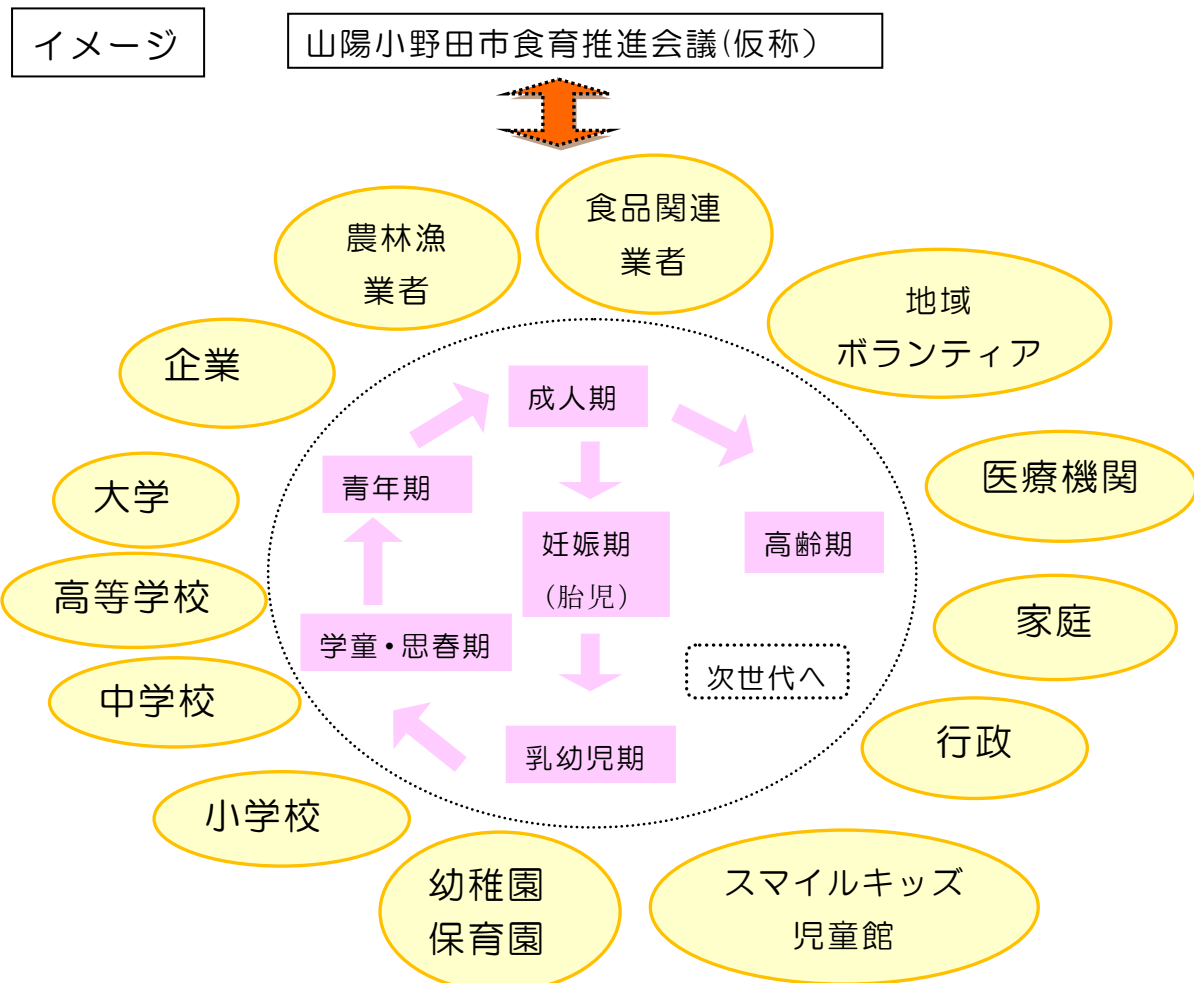 イメージ
山陽小野田市食育推進会議(仮称）
食品関連
業者
農林漁
業者
地域
ボランティア
企業
成人期
医療機関
青年期
大学
妊娠期
(胎児)
高齢期
高等学校
家庭
学童・思春期
次世代へ
中学校
行政
乳幼児期
小学校
幼稚園
保育園
スマイルキッズ
児童館